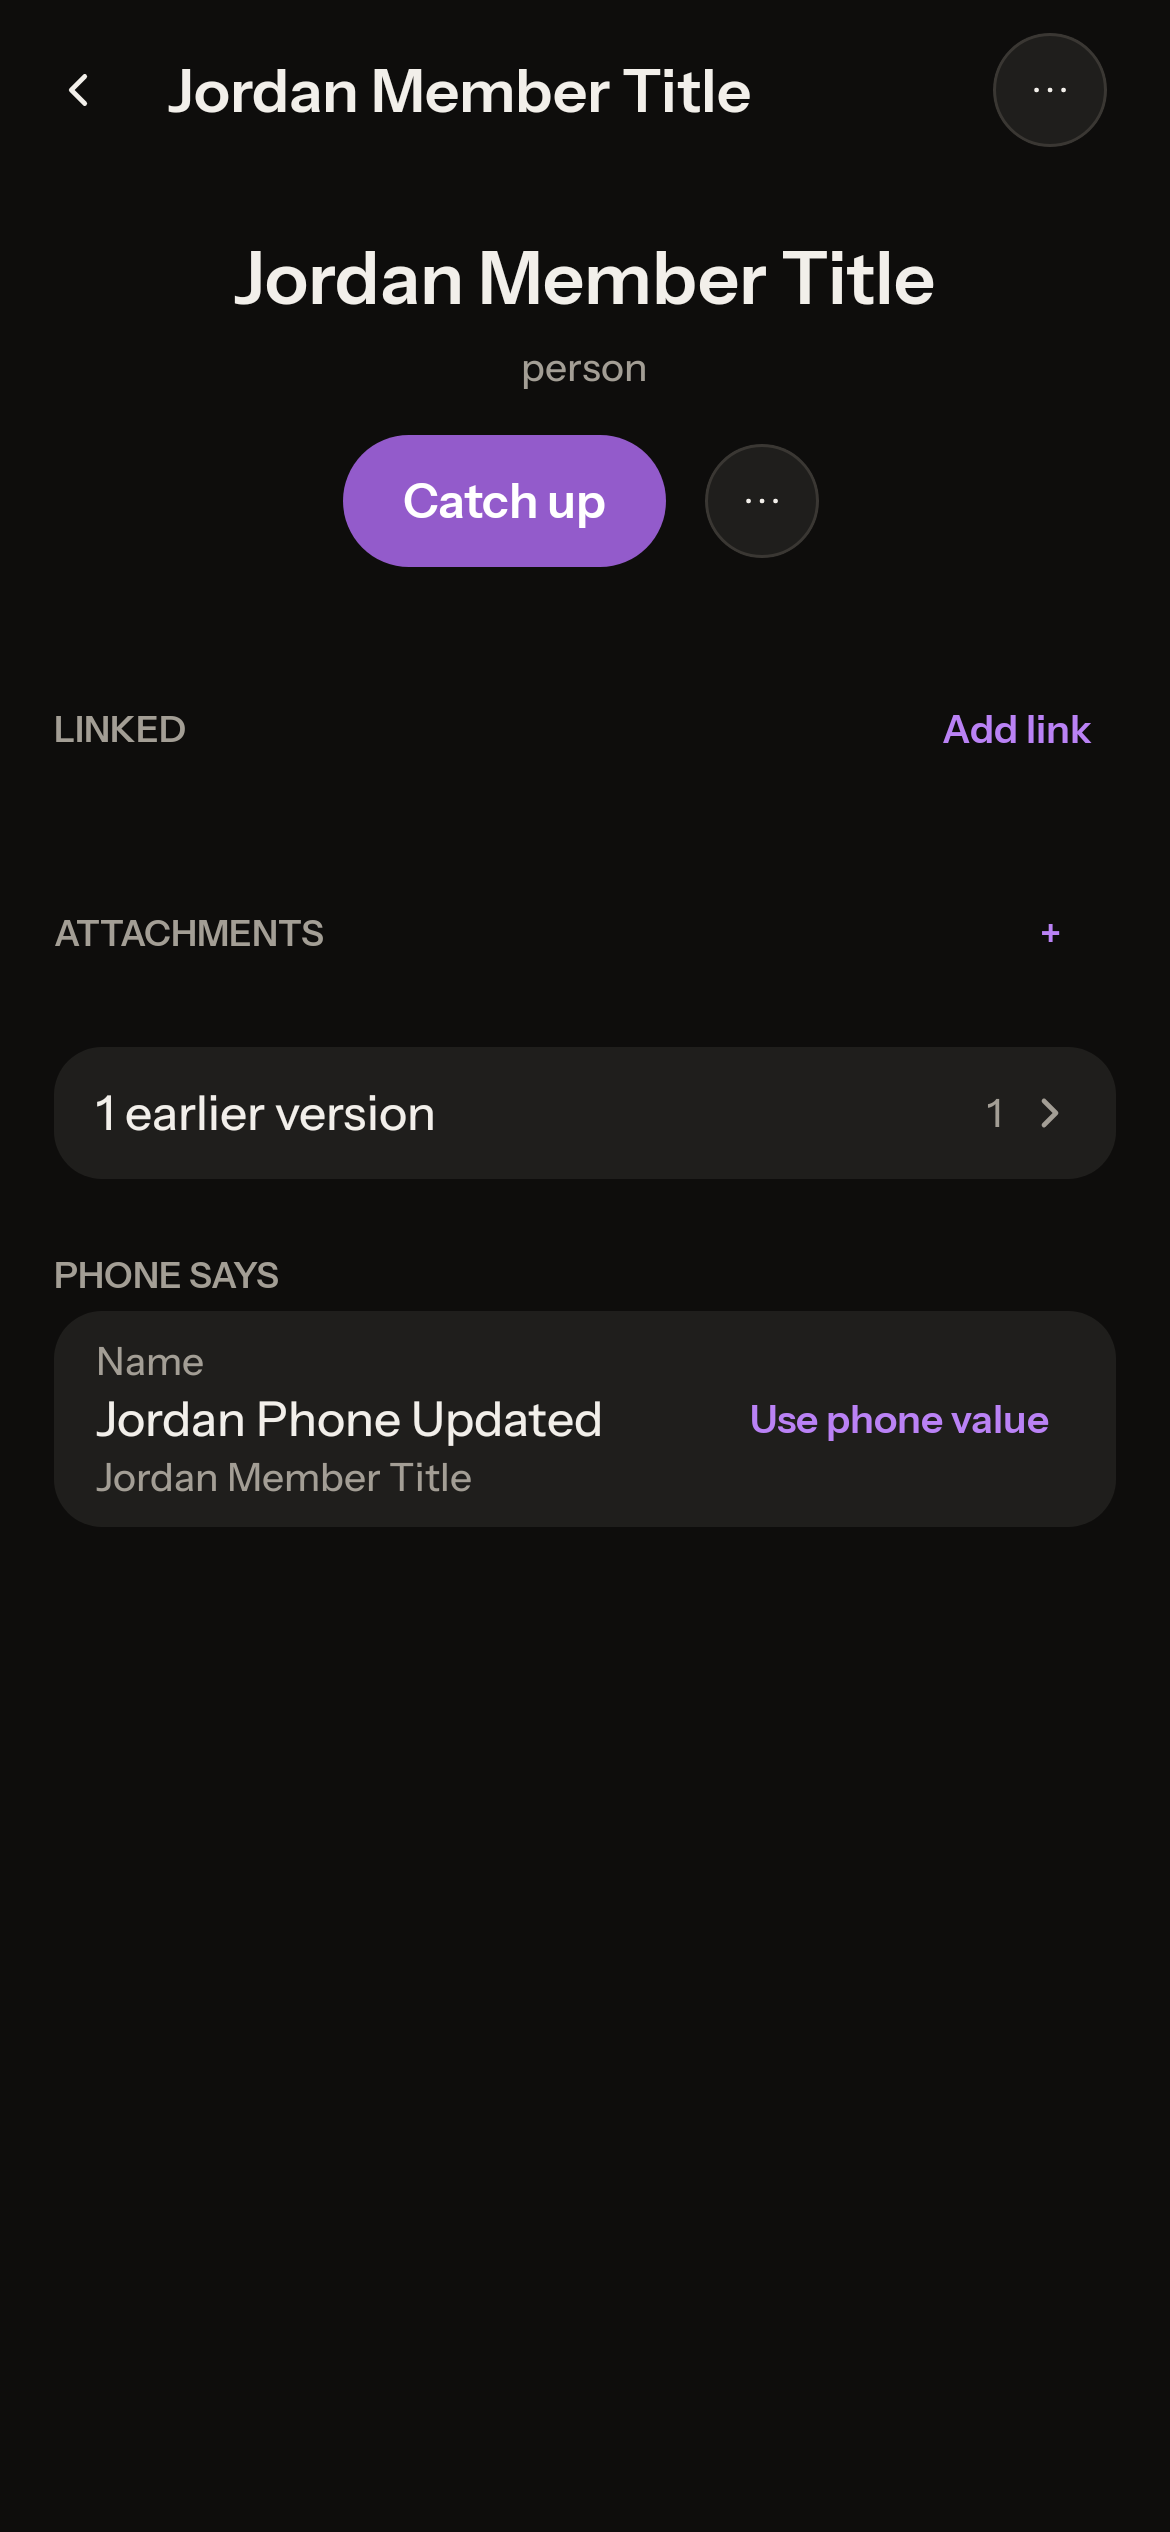 Jordan Member Title
Jordan Member Title
person
Catch up
LINKED
Add link
ATTACHMENTS
+
1 earlier version
1
PHONE SAYS
Name
Jordan Phone Updated
Use phone value
Jordan Member Title